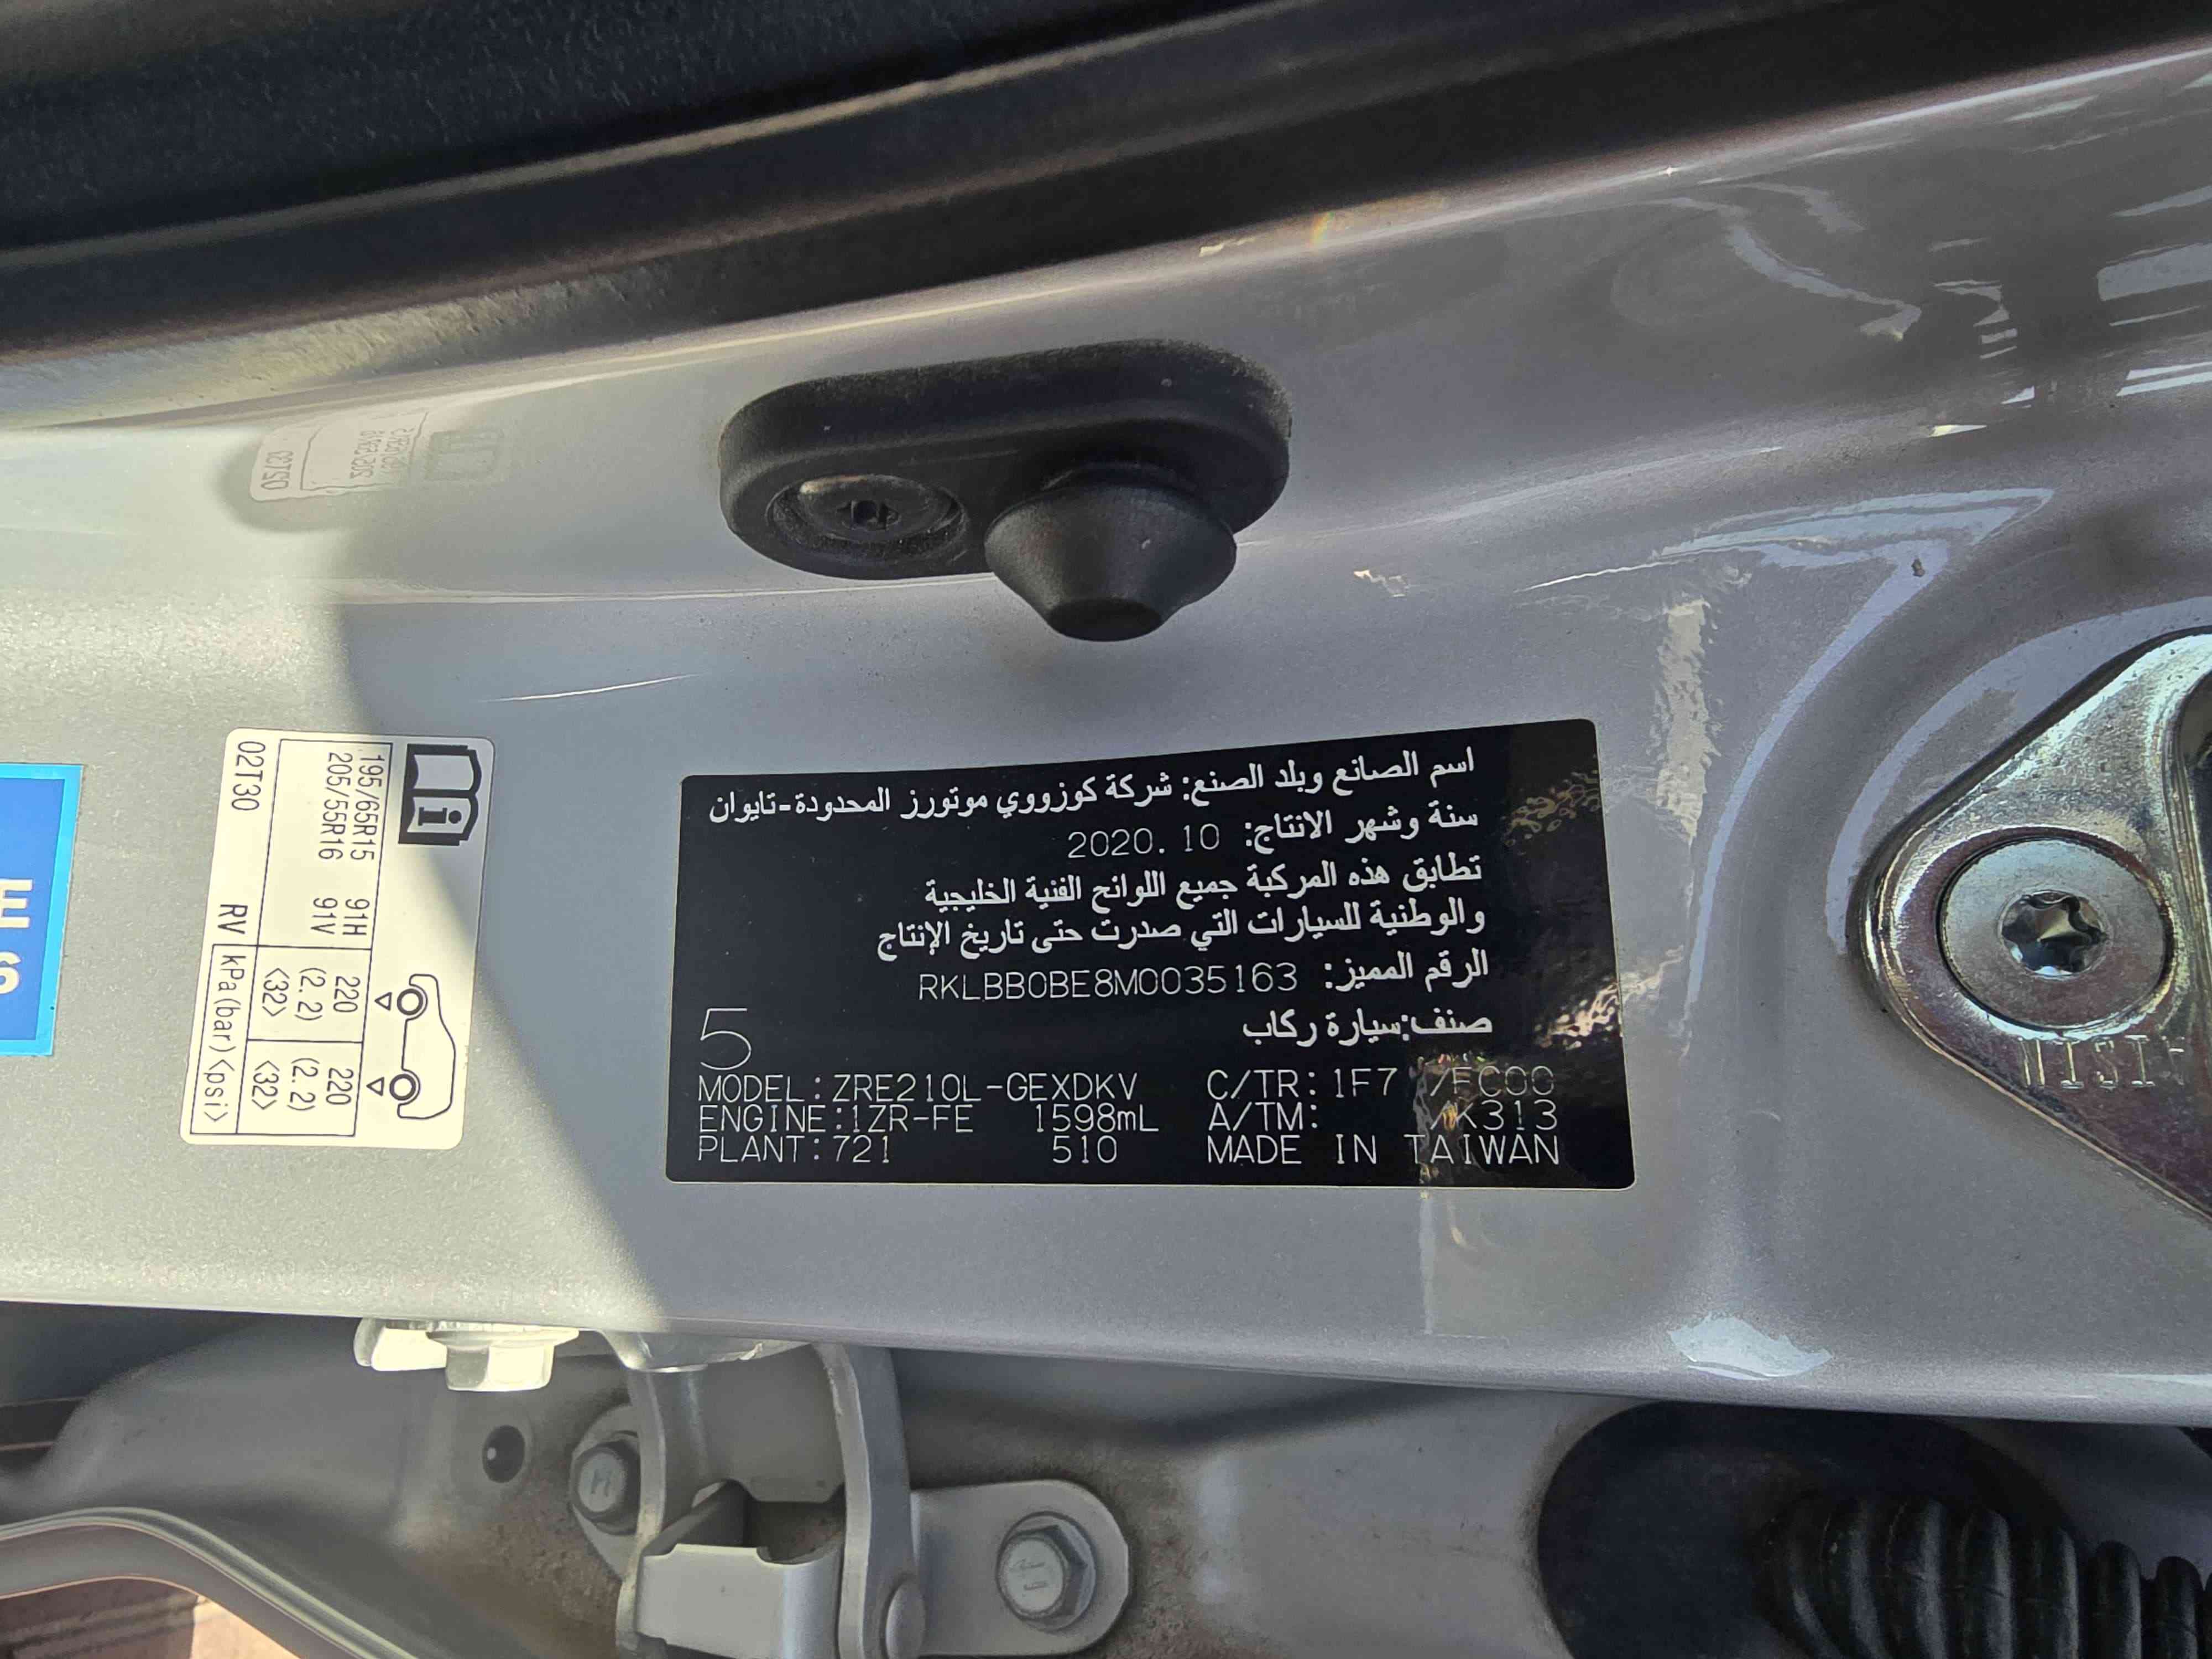 اسم الصانع وبلد الصنع: شركة كوزووي موتورز المحدودة-تايوان
سنة وشهر الانتاج: 2020.10
تطابق هذه المركبة جميع اللوائح الفنية الخليجية
والوطنية للسيارات التي صدرت حتى تاريخ الإنتاج
الرقم المميز: RKLBB0BE8M0035163
صنف:سيارة ركاب
5
MODEL:ZRE210L-GEXDKV C/TR:1F7 /FC00
ENGINE:1ZR-FE 1598mL A/TM: /K313
PLANT:721 510 MADE IN TAIWAN
195/65R15 91H 220 (2.2) <32> 220 (2.2) <32>
205/55R16 91V
02T30 RV kPa(bar)<psi>